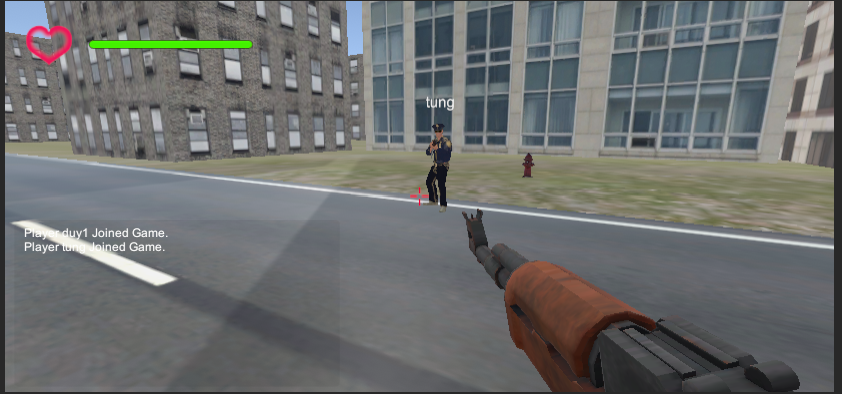 tung
Player duy1 Joined Game.
Player tung Joined Game.